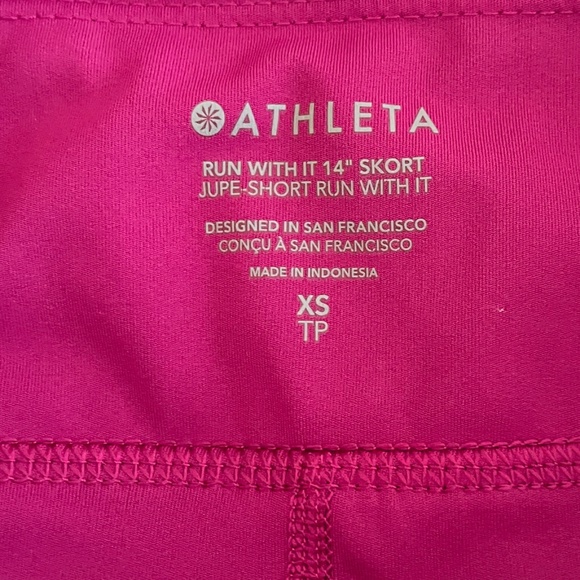 ATHLETA
RUN WITH IT 14" SKORT
JUPE-SHORT RUN WITH IT
DESIGNED IN SAN FRANCISCO
CONÇU À SAN FRANCISCO
MADE IN INDONESIA
XS
TP